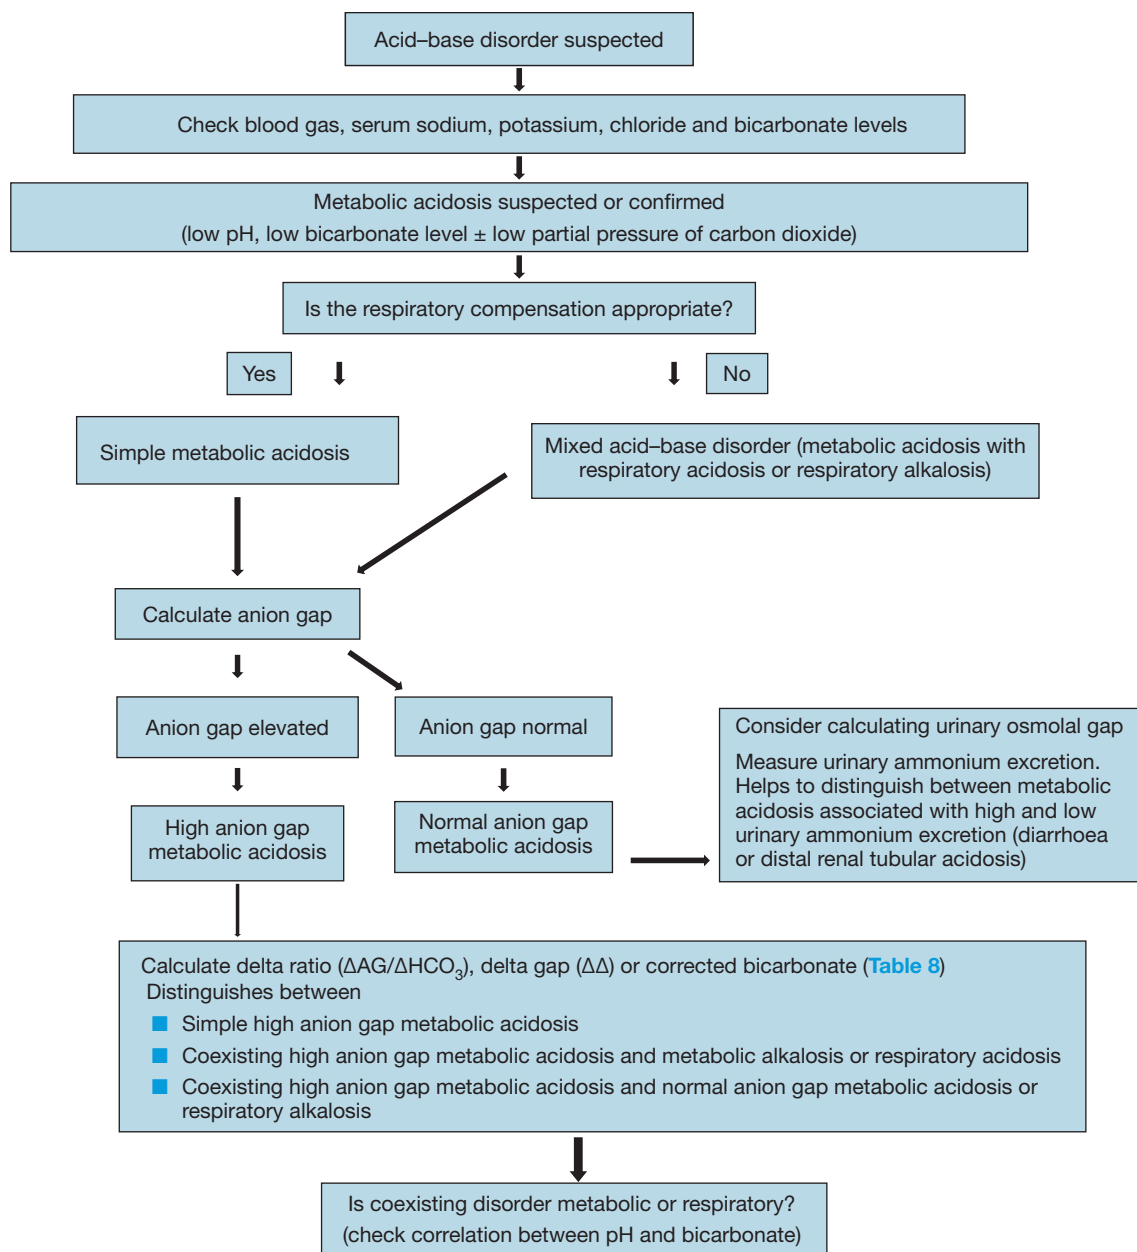 Acid–base disorder suspected
Check blood gas, serum sodium, potassium, chloride and bicarbonate levels
Metabolic acidosis suspected or confirmed
(low pH, low bicarbonate level ± low partial pressure of carbon dioxide)
Is the respiratory compensation appropriate?
Yes
No
Simple metabolic acidosis
Mixed acid–base disorder (metabolic acidosis with
respiratory acidosis or respiratory alkalosis)
Calculate anion gap
Anion gap elevated
Anion gap normal
Consider calculating urinary osmolal gap
Measure urinary ammonium excretion.
Helps to distinguish between metabolic
acidosis associated with high and low
urinary ammonium excretion (diarrhoea
or distal renal tubular acidosis)
High anion gap
metabolic acidosis
Normal anion gap
metabolic acidosis
Calculate delta ratio (ΔAG/ΔHCO₃), delta gap (ΔΔ) or corrected bicarbonate (Table 8)
Distinguishes between
■ Simple high anion gap metabolic acidosis
■ Coexisting high anion gap metabolic acidosis and metabolic alkalosis or respiratory acidosis
■ Coexisting high anion gap metabolic acidosis and normal anion gap metabolic acidosis or
respiratory alkalosis
Is coexisting disorder metabolic or respiratory?
(check correlation between pH and bicarbonate)